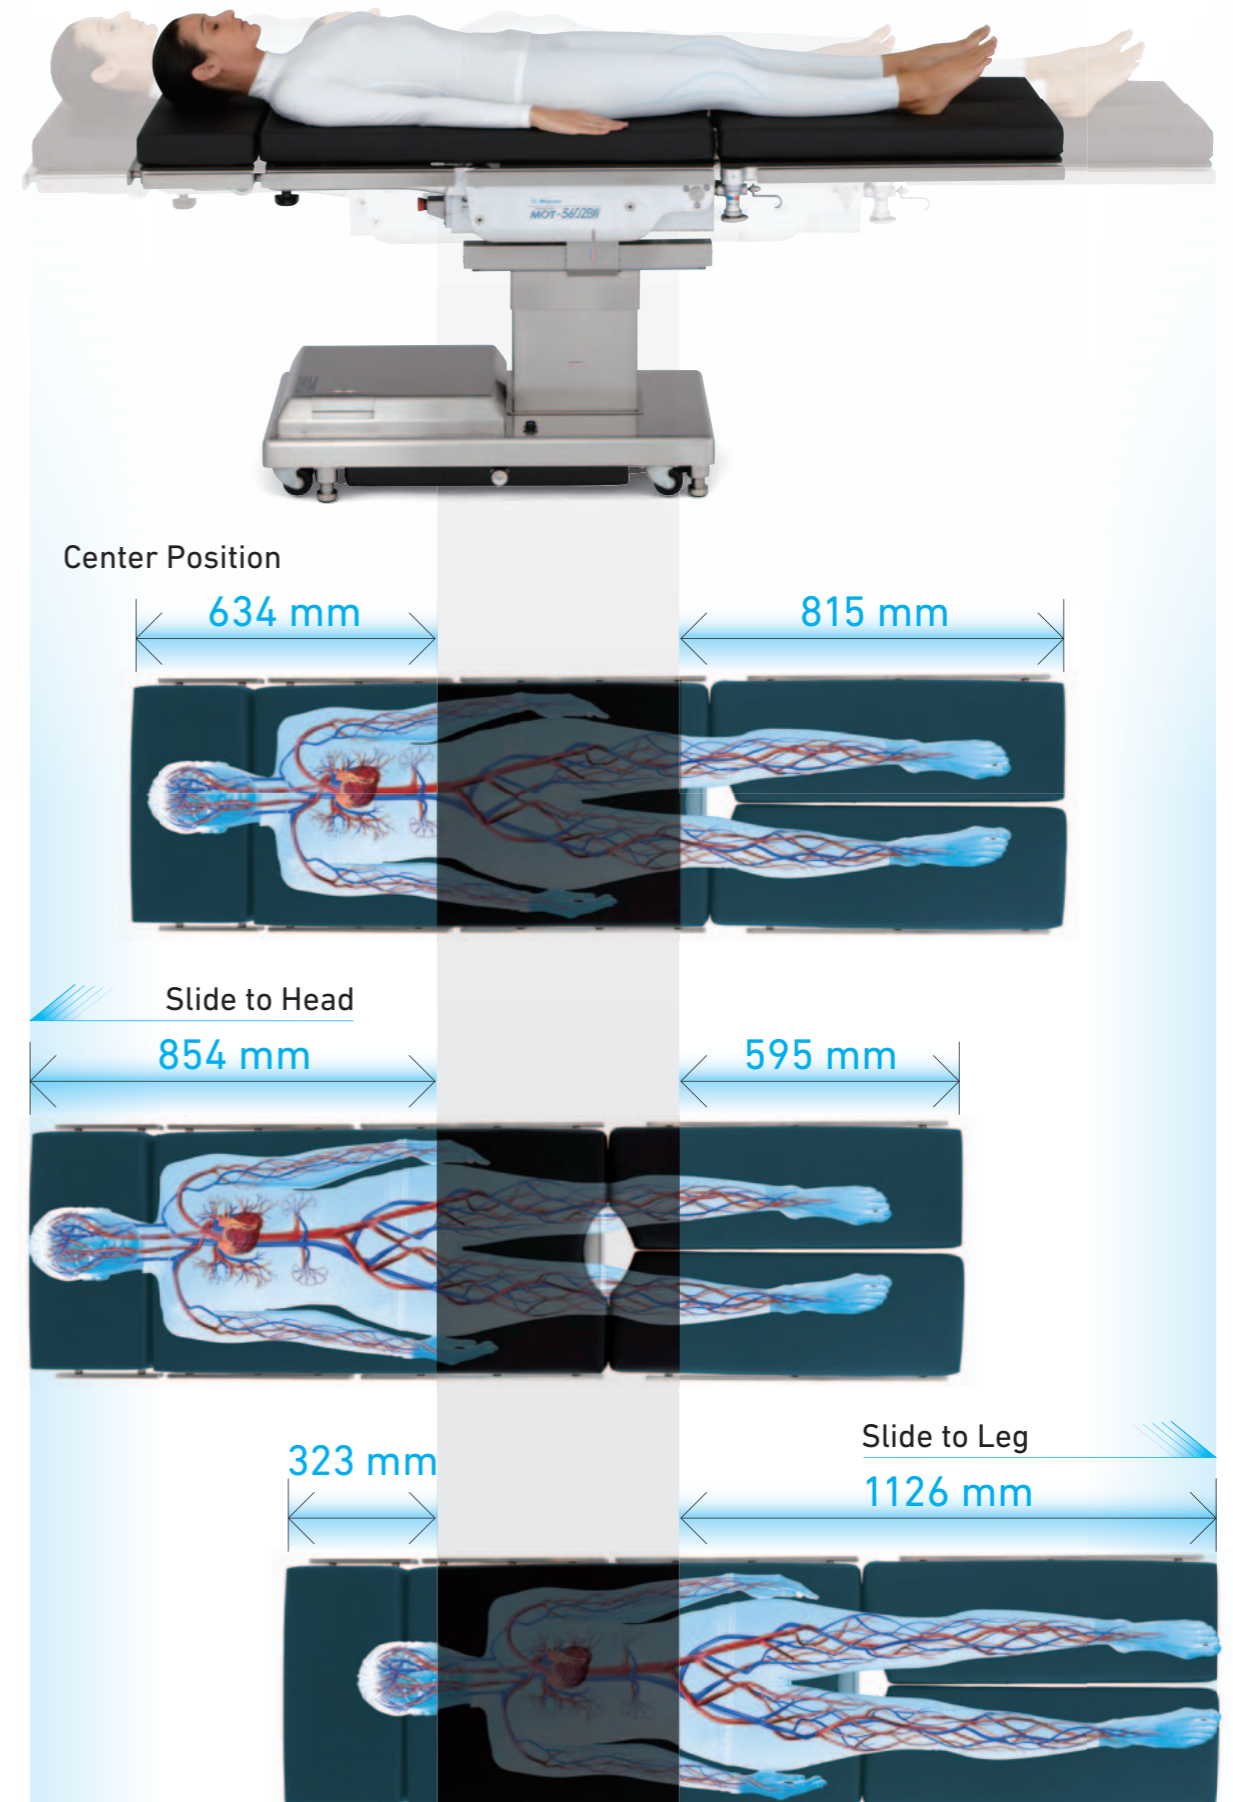 Mizuho
MOT-5602BW
Center Position
634 mm
815 mm
Slide to Head
854 mm
595 mm
Slide to Leg
323 mm
1126 mm